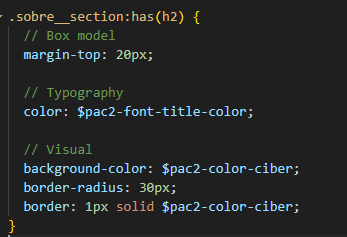 .sobre__section:has(h2) {
// Box model
margin-top: 20px;
// Typography
color: $pac2-font-title-color;
// Visual
background-color: $pac2-color-ciber;
border-radius: 30px;
border: 1px solid $pac2-color-ciber;
}